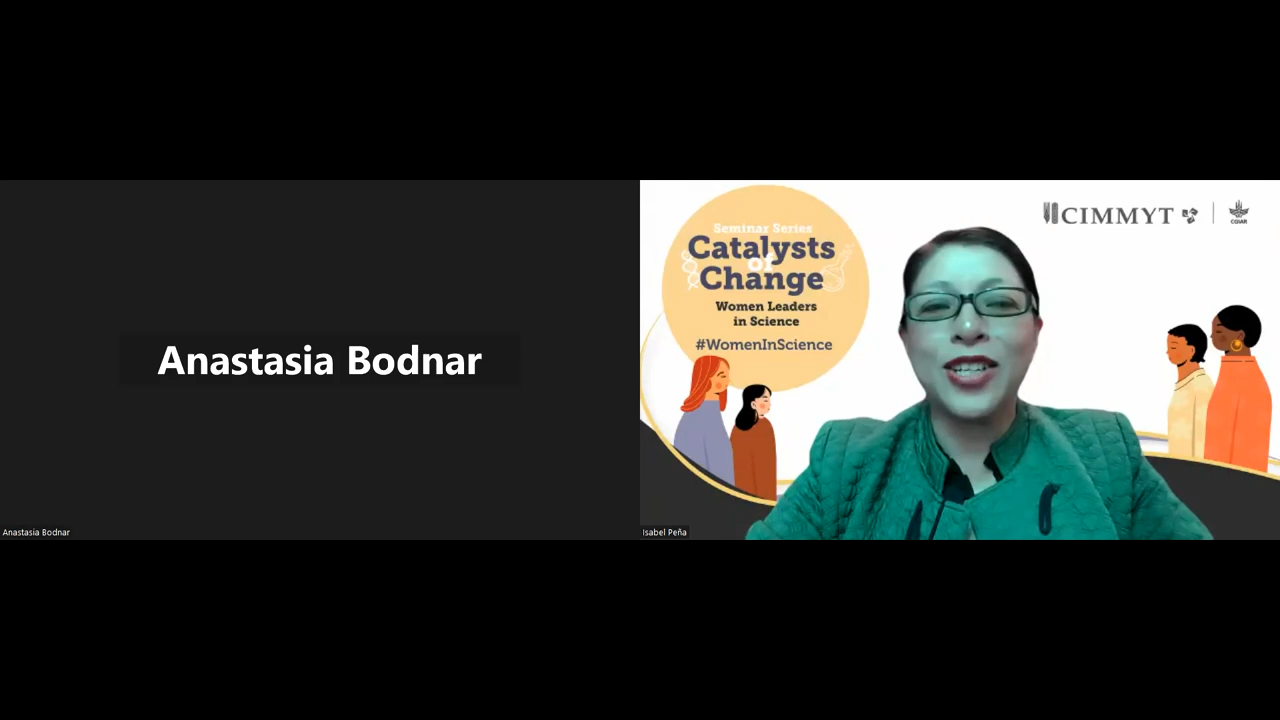 Anastasia Bodnar
Anastasia Bodnar
Seminar Series
Catalysts
of
Change
Women Leaders
in Science
#WomenInScience
CIMMYT
CGIAR
Isabel Peña